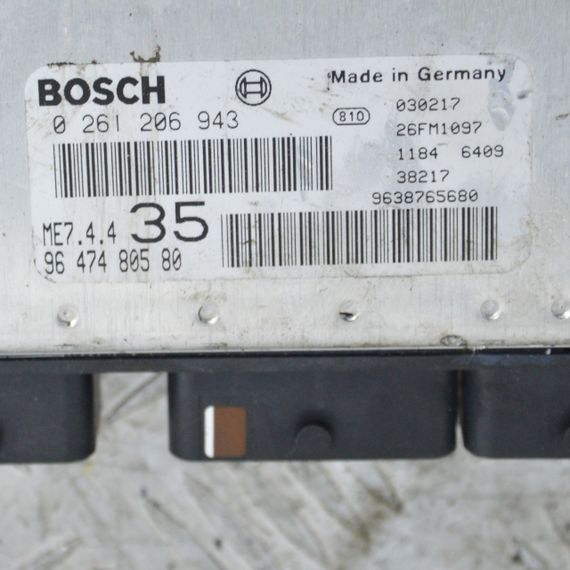 BOSCH
Made in Germany
0 261 206 943
810
030217
26FM1097
1184 6409
38217
9638765680
ME7.4.4 35
96 474 805 80